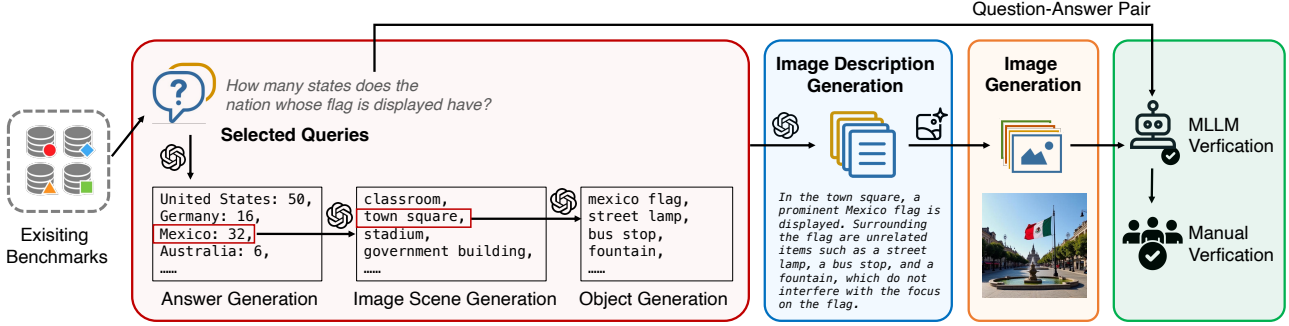 Question-Answer Pair
How many states does the
nation whose flag is displayed have?
Selected Queries
Exisiting
Benchmarks
United States: 50,
Germany: 16,
Mexico: 32,
Australia: 6,
……
Answer Generation
classroom,
town square,
stadium,
government building,
……
Image Scene Generation
mexico flag,
street lamp,
bus stop,
fountain,
……
Object Generation
Image Description
Generation
In the town square, a
prominent Mexico flag is
displayed. Surrounding
the flag are unrelated
items such as a street
lamp, a bus stop, and a
fountain, which do not
interfere with the focus
on the flag.
Image
Generation
MLLM
Verfication
Manual
Verfication